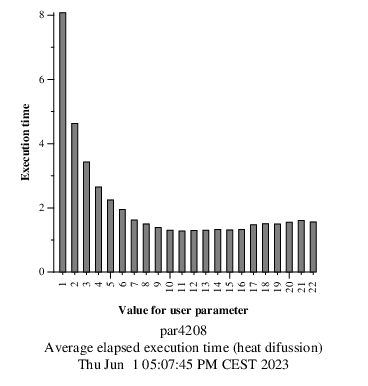 8
6
4
2
0
Execution time
1 2 3 4 5 6 7 8 9 10 11 12 13 14 15 16 17 18 19 20 21 22
Value for user parameter
par4208
Average elapsed execution time (heat difussion)
Thu Jun 1 05:07:45 PM CEST 2023